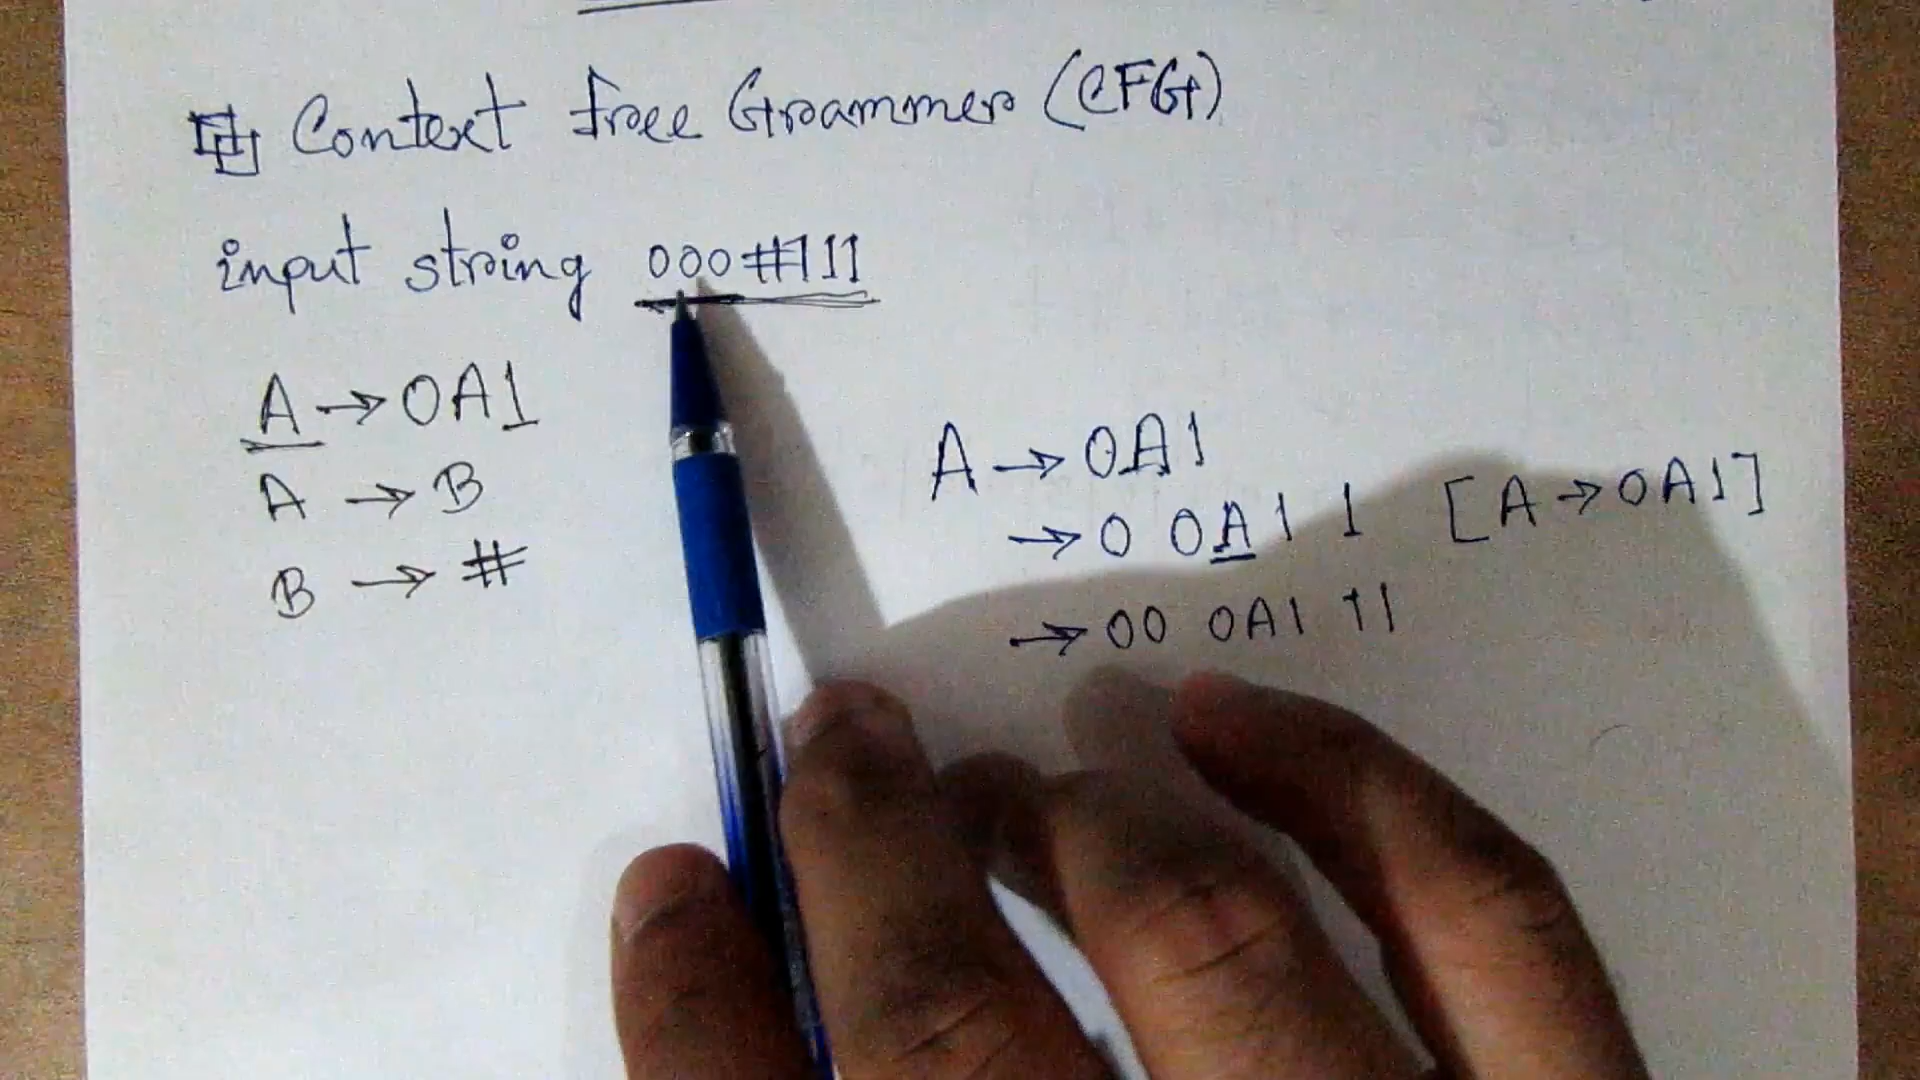 Context free Grammer (CFG)
input string 000#111
A → 0A1
A → B
B → #
A → 0A1
→ 0 0A1 1 [A → 0A1]
→ 00 0A1 11